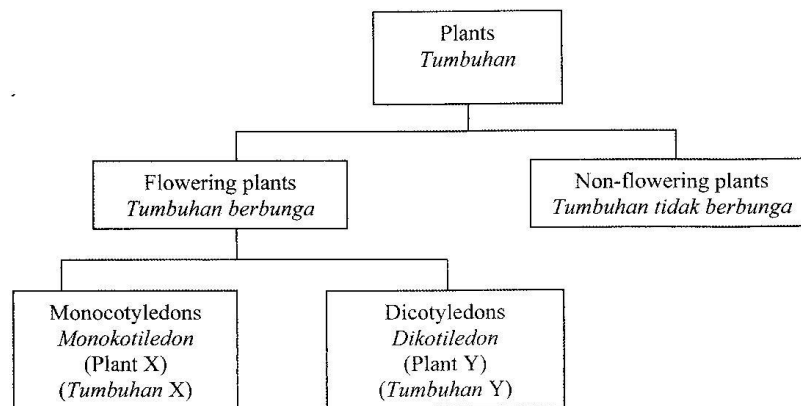 Plants
Tumbuhan
Flowering plants
Tumbuhan berbunga
Non-flowering plants
Tumbuhan tidak berbunga
Monocotyledons
Monokotiledon
(Plant X)
(Tumbuhan X)
Dicotyledons
Dikotiledon
(Plant Y)
(Tumbuhan Y)